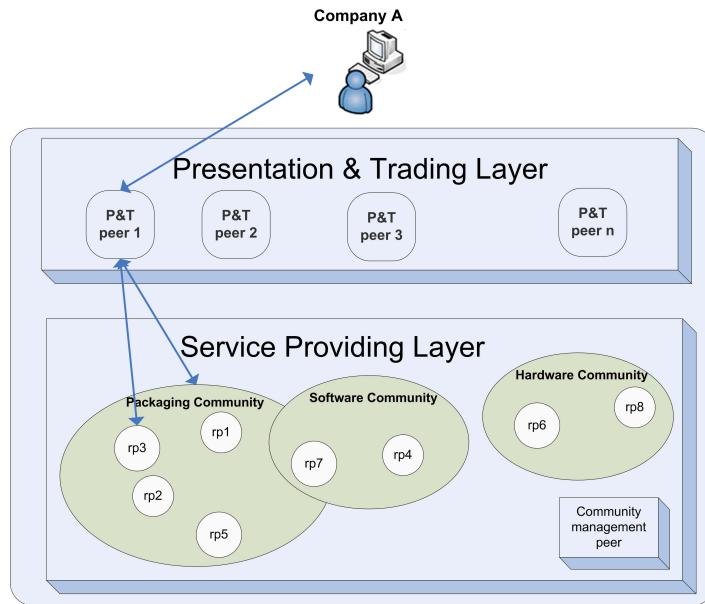 Company A
Presentation & Trading Layer
P&T
peer 1
P&T
peer 2
P&T
peer 3
P&T
peer n
Service Providing Layer
Packaging Community
Software Community
Hardware Community
rp1
rp3
rp2
rp5
rp7
rp4
rp6
rp8
Community
management
peer